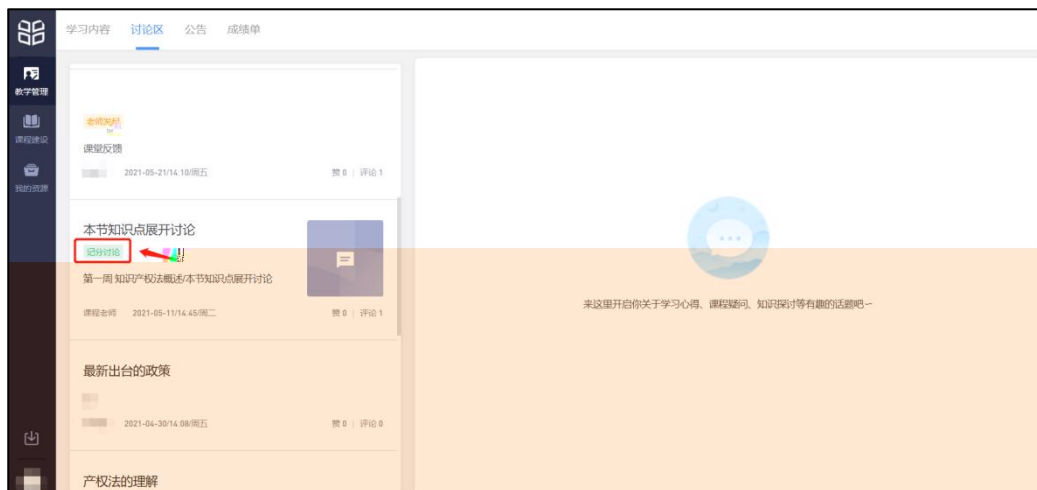 学习内容 讨论区 公告 成绩单
教学管理
课程建设
我的资源
老师发起
课堂反馈
2021-05-21/14:10/周五 赞 0 | 评论 1
本节知识点展开讨论
记分讨论
第一周 知识产权法概述/本节知识点展开讨论
课程老师 2021-05-11/14:45/周二 赞 0 | 评论 1
最新出台的政策
2021-04-30/14:08/周五 赞 0 | 评论 0
产权法的理解
来这里开启你关于学习心得、课程疑问、知识探讨等有趣的话题吧~